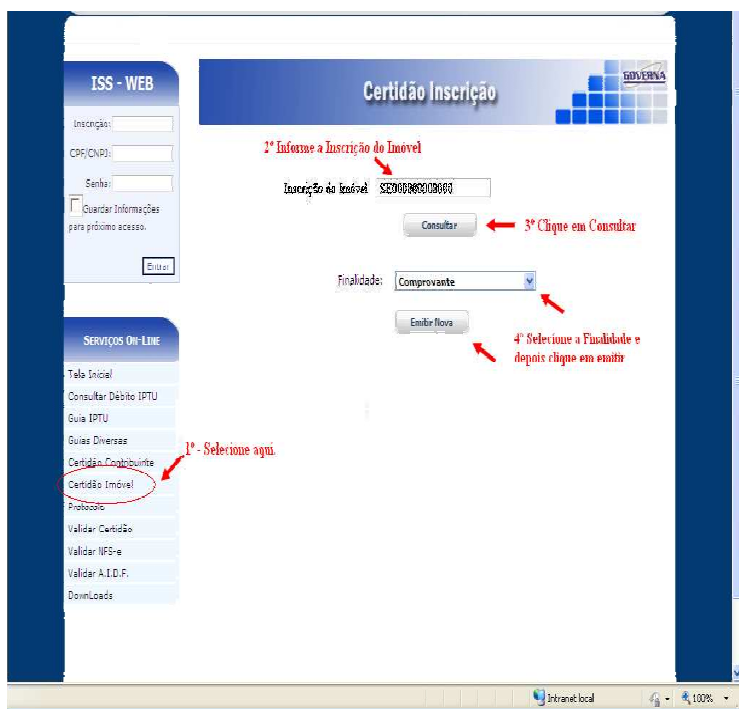 ISS - WEB
Inscrição:
CPF/CNPJ:
Senha:
Guardar Informações
para próximo acesso.
Entrar
Certidão Inscrição
GOVERNA
2º Informe a Inscrição do Imóvel
Inscrição do Imóvel
Consultar
3º Clique em Consultar
Finalidade: Comprovante
Emitir Nova
4º Selecione a Finalidade e
depois clique em emitir
SERVIÇOS ON-LINE
Tela Inicial
Consultar Débito IPTU
Guia IPTU
Guias Diversas
Certidão Contribuinte
1º - Selecione aqui.
Certidão Imóvel
Protocolo
Validar Certidão
Validar NFS-e
Validar A.I.D.F.
DownLoads
Intranet local
100%